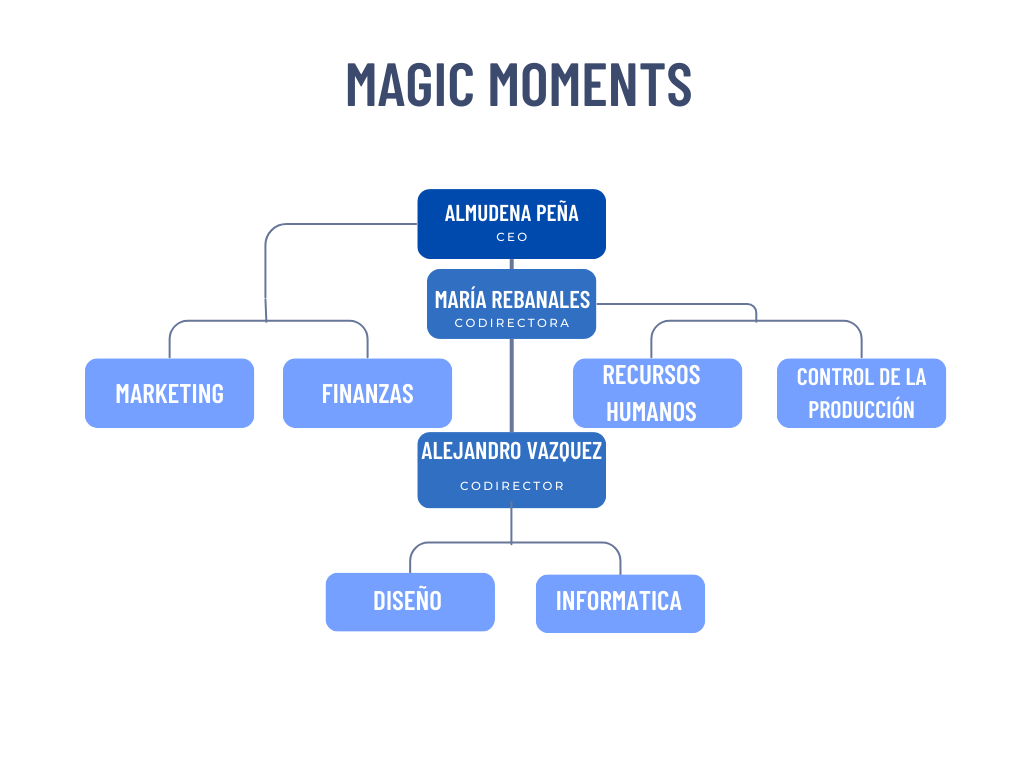 MAGIC MOMENTS
ALMUDENA PEÑA
CEO
MARÍA REBANALES
CODIRECTORA
MARKETING
FINANZAS
RECURSOS
HUMANOS
CONTROL DE LA
PRODUCCIÓN
ALEJANDRO VAZQUEZ
CODIRECTOR
DISEÑO
INFORMATICA